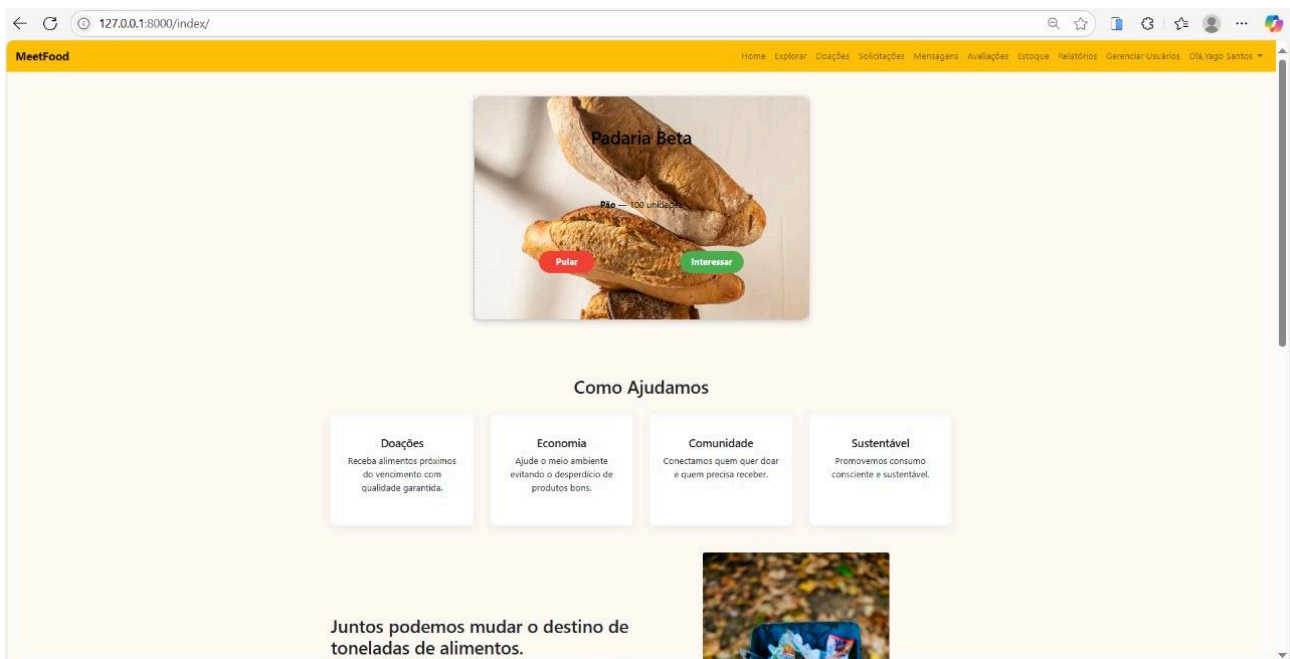 127.0.0.1:8000/index/
MeetFood
Home Explorar Doações Solicitações Mensagens Avaliações Estoque Relatórios Gerenciar Usuários Olá, Yago Santos
Padaria Beta
Pão — 100 unidades
Pular
Interessar
Como Ajudamos
Doações
Receba alimentos próximos
do vencimento com
qualidade garantida.
Economia
Ajude o meio ambiente
evitando o desperdício de
produtos bons.
Comunidade
Conectamos quem quer doar
e quem precisa receber.
Sustentável
Promovemos consumo
consciente e sustentável.
Juntos podemos mudar o destino de
toneladas de alimentos.